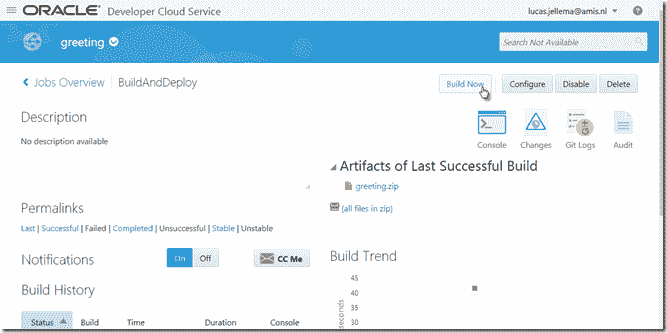 ORACLE Developer Cloud Service
lucas.jellema@amis.nl
greeting
Search Not Available
Jobs Overview BuildAndDeploy
Build Now Configure Disable Delete
Description
No description available
Console Changes Git Logs Audit
Artifacts of Last Successful Build
greeting.zip
(all files in zip)
Permalinks
Last | Successful | Failed | Completed | Unsuccessful | Stable | Unstable
Notifications On Off CC Me
Build Trend
Build History
45
40
35
30
seconds
Status Build Time Duration Console